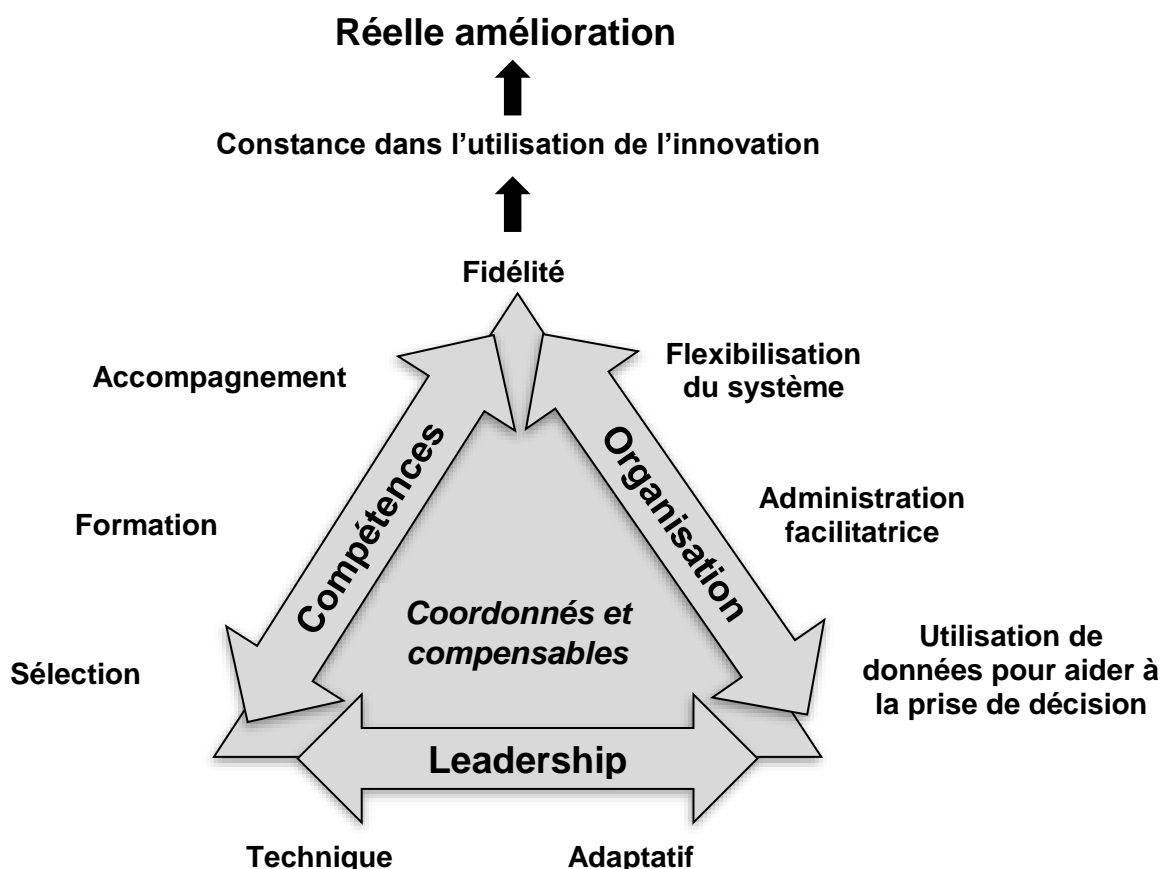 Réelle amélioration
Constance dans l’utilisation de l’innovation
Fidélité
Accompagnement
Flexibilisation
du système
Compétences
Organisation
Formation
Administration
facilitatrice
Coordonnés et
compensables
Sélection
Utilisation de
données pour aider à
la prise de décision
Leadership
Technique
Adaptatif